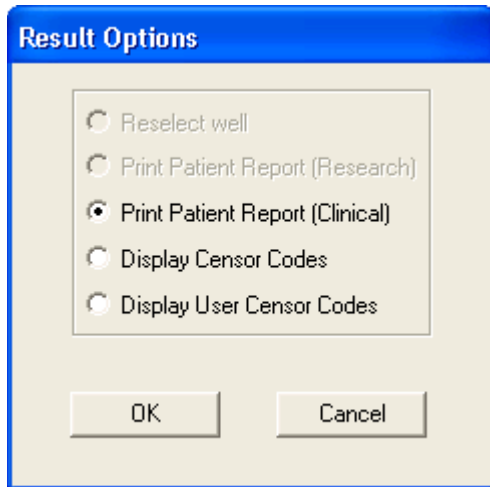 Result Options
Reselect well
Print Patient Report (Research)
Print Patient Report (Clinical)
Display Censor Codes
Display User Censor Codes
OK
Cancel